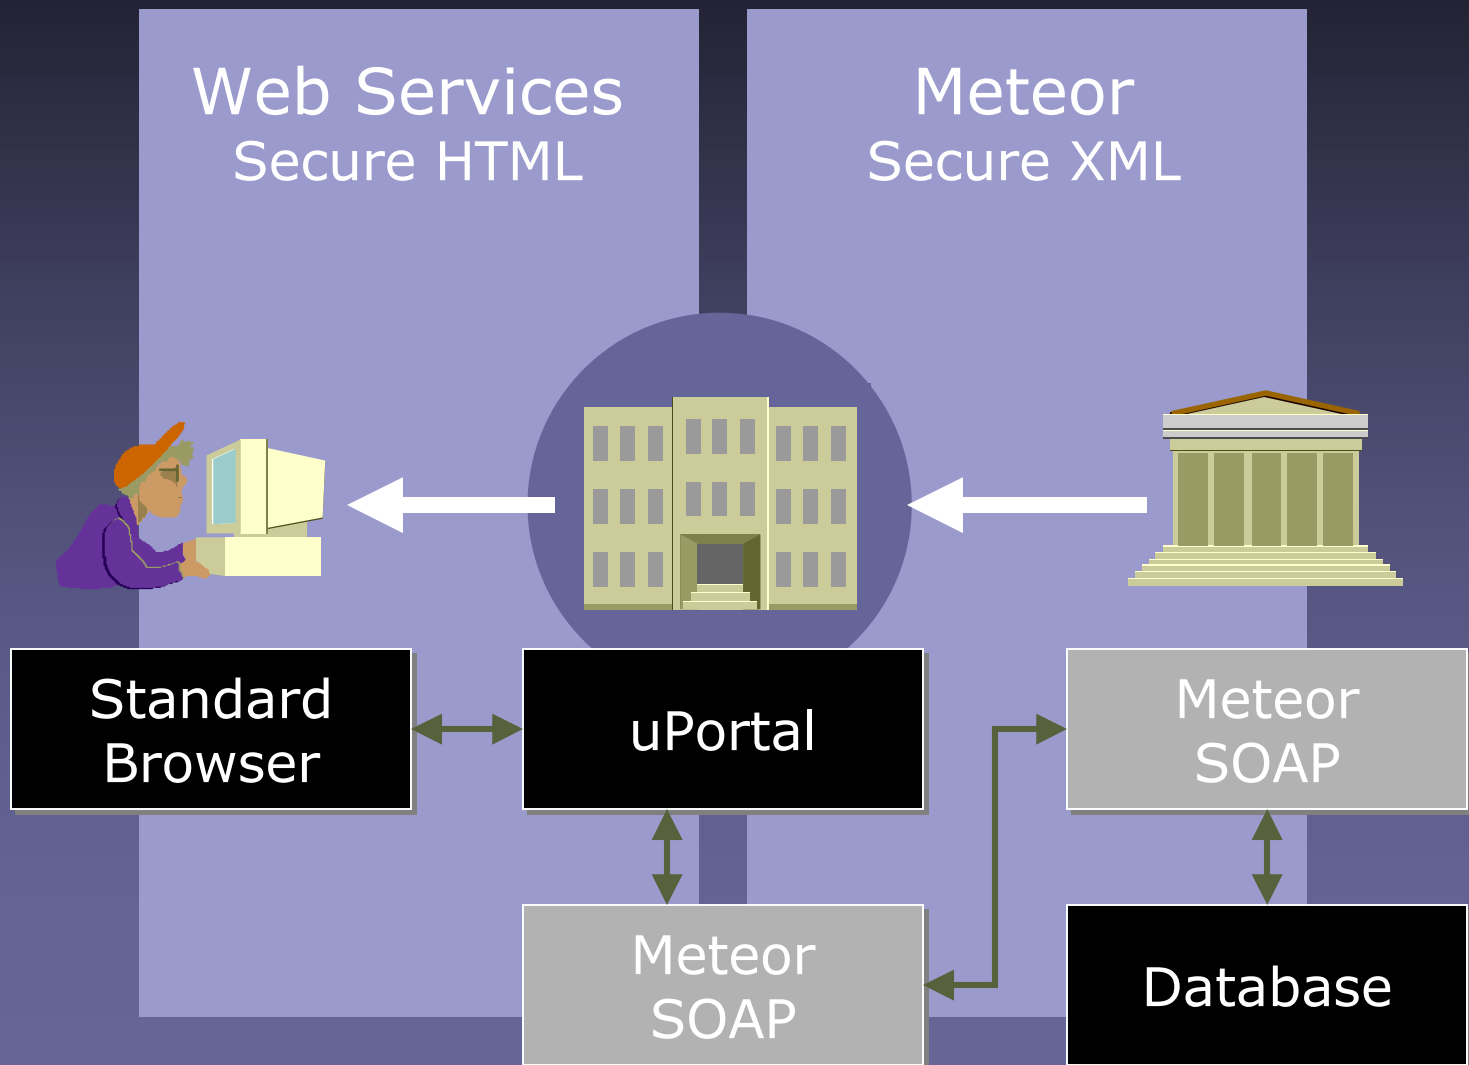 Web Services
Secure HTML
Meteor
Secure XML
Standard
Browser
uPortal
Meteor
SOAP
Meteor
SOAP
Database